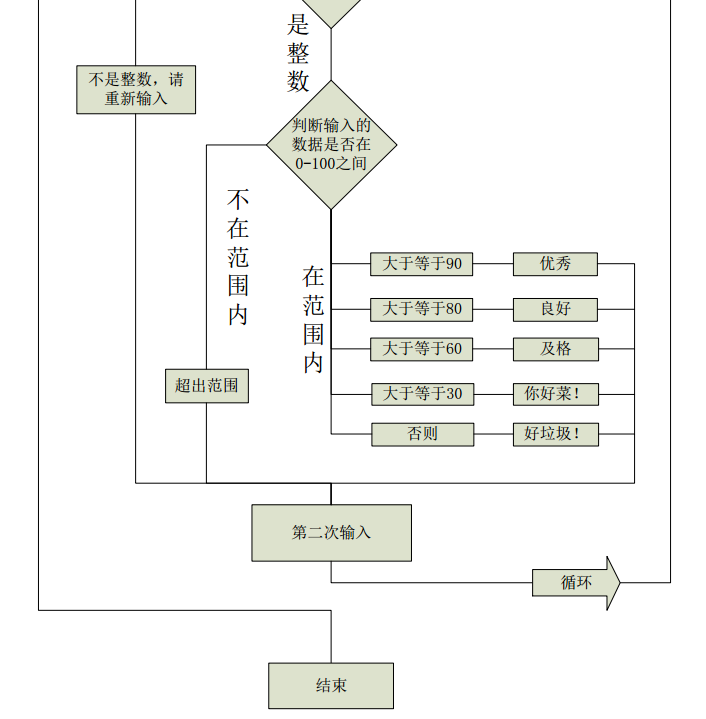 是整数
不是整数，请
重新输入
判断输入的
数据是否在
0-100之间
不在范围内
在范围内
大于等于90
优秀
大于等于80
良好
大于等于60
及格
大于等于30
你好菜！
否则
好垃圾！
超出范围
第二次输入
循环
结束